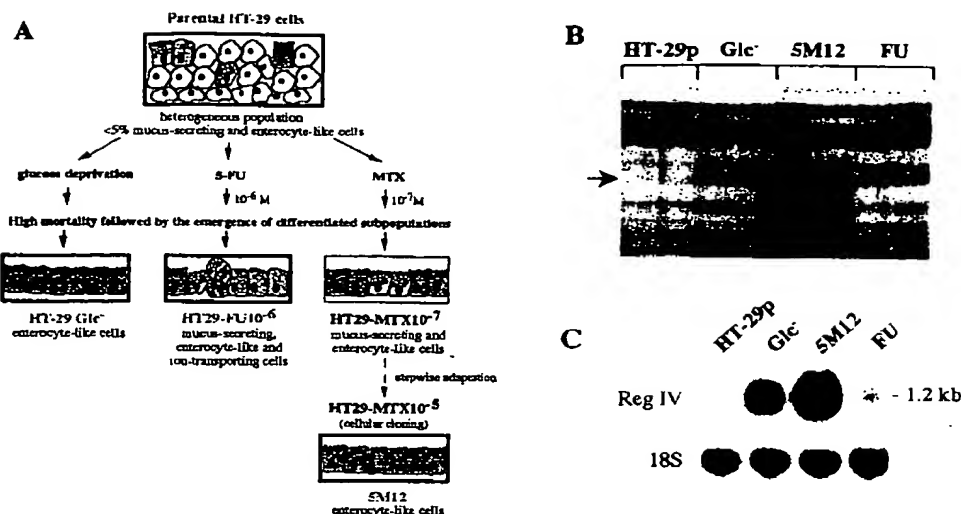 A
Parental HT-29 cells
heterogeneous population
<5% mucus-secreting and enterocyte-like cells
glucose deprivation
5-FU
MTX
10⁻⁶ M
10⁻⁷M
High mortality followed by the emergence of differentiated subpopulations
HT-29 Glc⁻
enterocyte-like cells
HT29-FU10⁻⁶
mucus-secreting,
enterocyte-like and
ion-transporting cells
HT29-MTX10⁻⁷
mucus-secreting and
enterocyte-like cells
stepwise adaptation
HT29-MTX10⁻⁵
(cellular cloning)
5M12
enterocyte-like cells
B
HT-29p Glc⁻ 5M12 FU
C
HT-29p Glc⁻ 5M12 FU
Reg IV
- 1.2 kb
18S